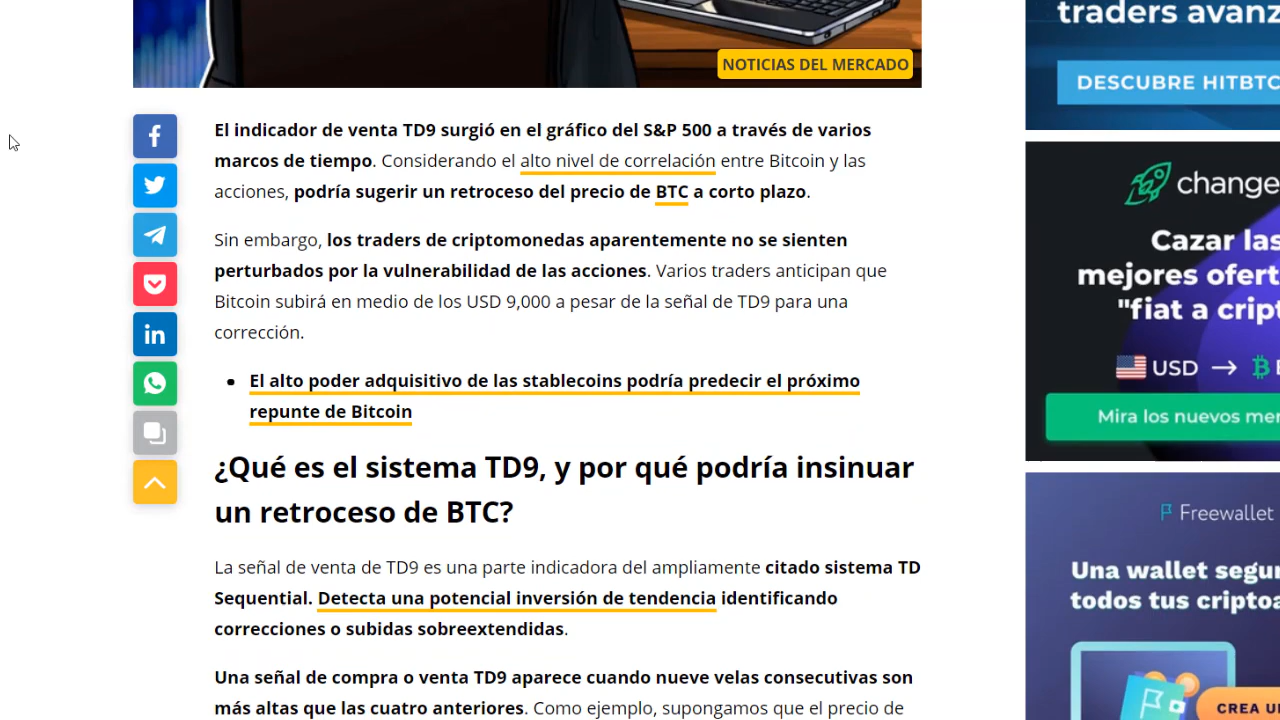 traders
NOTICIAS DEL MERCADO
DESCUBRE HITBTC
El indicador de venta TD9 surgió en el gráfico del S&P 500 a través de varios
marcos de tiempo. Considerando el alto nivel de correlación entre Bitcoin y las
acciones, podría sugerir un retroceso del precio de BTC a corto plazo.
Sin embargo, los traders de criptomonedas aparentemente no se sienten
perturbados por la vulnerabilidad de las acciones. Varios traders anticipan que
Bitcoin subirá en medio de los USD 9,000 a pesar de la señal de TD9 para una
corrección.
El alto poder adquisitivo de las stablecoins podría predecir el próximo
repunte de Bitcoin
¿Qué es el sistema TD9, y por qué podría insinuar
un retroceso de BTC?
La señal de venta de TD9 es una parte indicadora del ampliamente citado sistema TD
Sequential. Detecta una potencial inversión de tendencia identificando
correcciones o subidas sobreextendidas.
Una señal de compra o venta TD9 aparece cuando nueve velas consecutivas son
más altas que las cuatro anteriores. Como ejemplo, supongamos que el precio de
in
change
Cazar las
mejores ofert
"fiat a crip
USD →
Mira los nuevos mer
Freewallet
Una wallet segu
todos tus cripto
CREA U